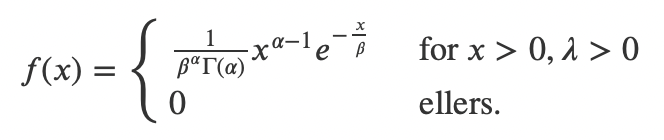 f(x) = { 1/(β^α Γ(α)) x^(α−1) e^(−x/β) for x > 0, λ > 0
0 ellers.